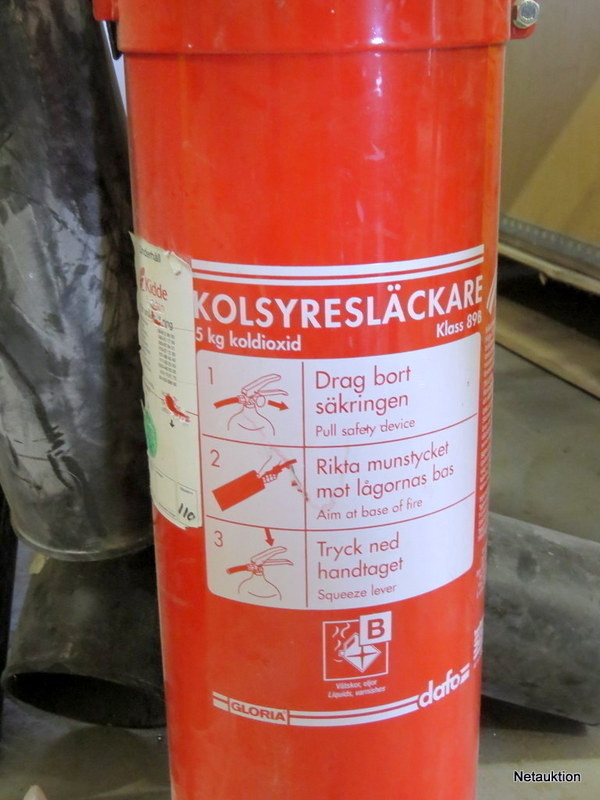 Kidde
KOLSYRESLÄCKARE
5 kg koldioxid
Klass 89B
1
Drag bort
säkringen
Pull safety device
2
Rikta munstycket
mot lågornas bas
Aim at base of fire
3
Tryck ned
handtaget
Squeeze lever
B
Vätskor, oljor
Liquids, varnishes
GLORIA
dafo
110
Netauktion